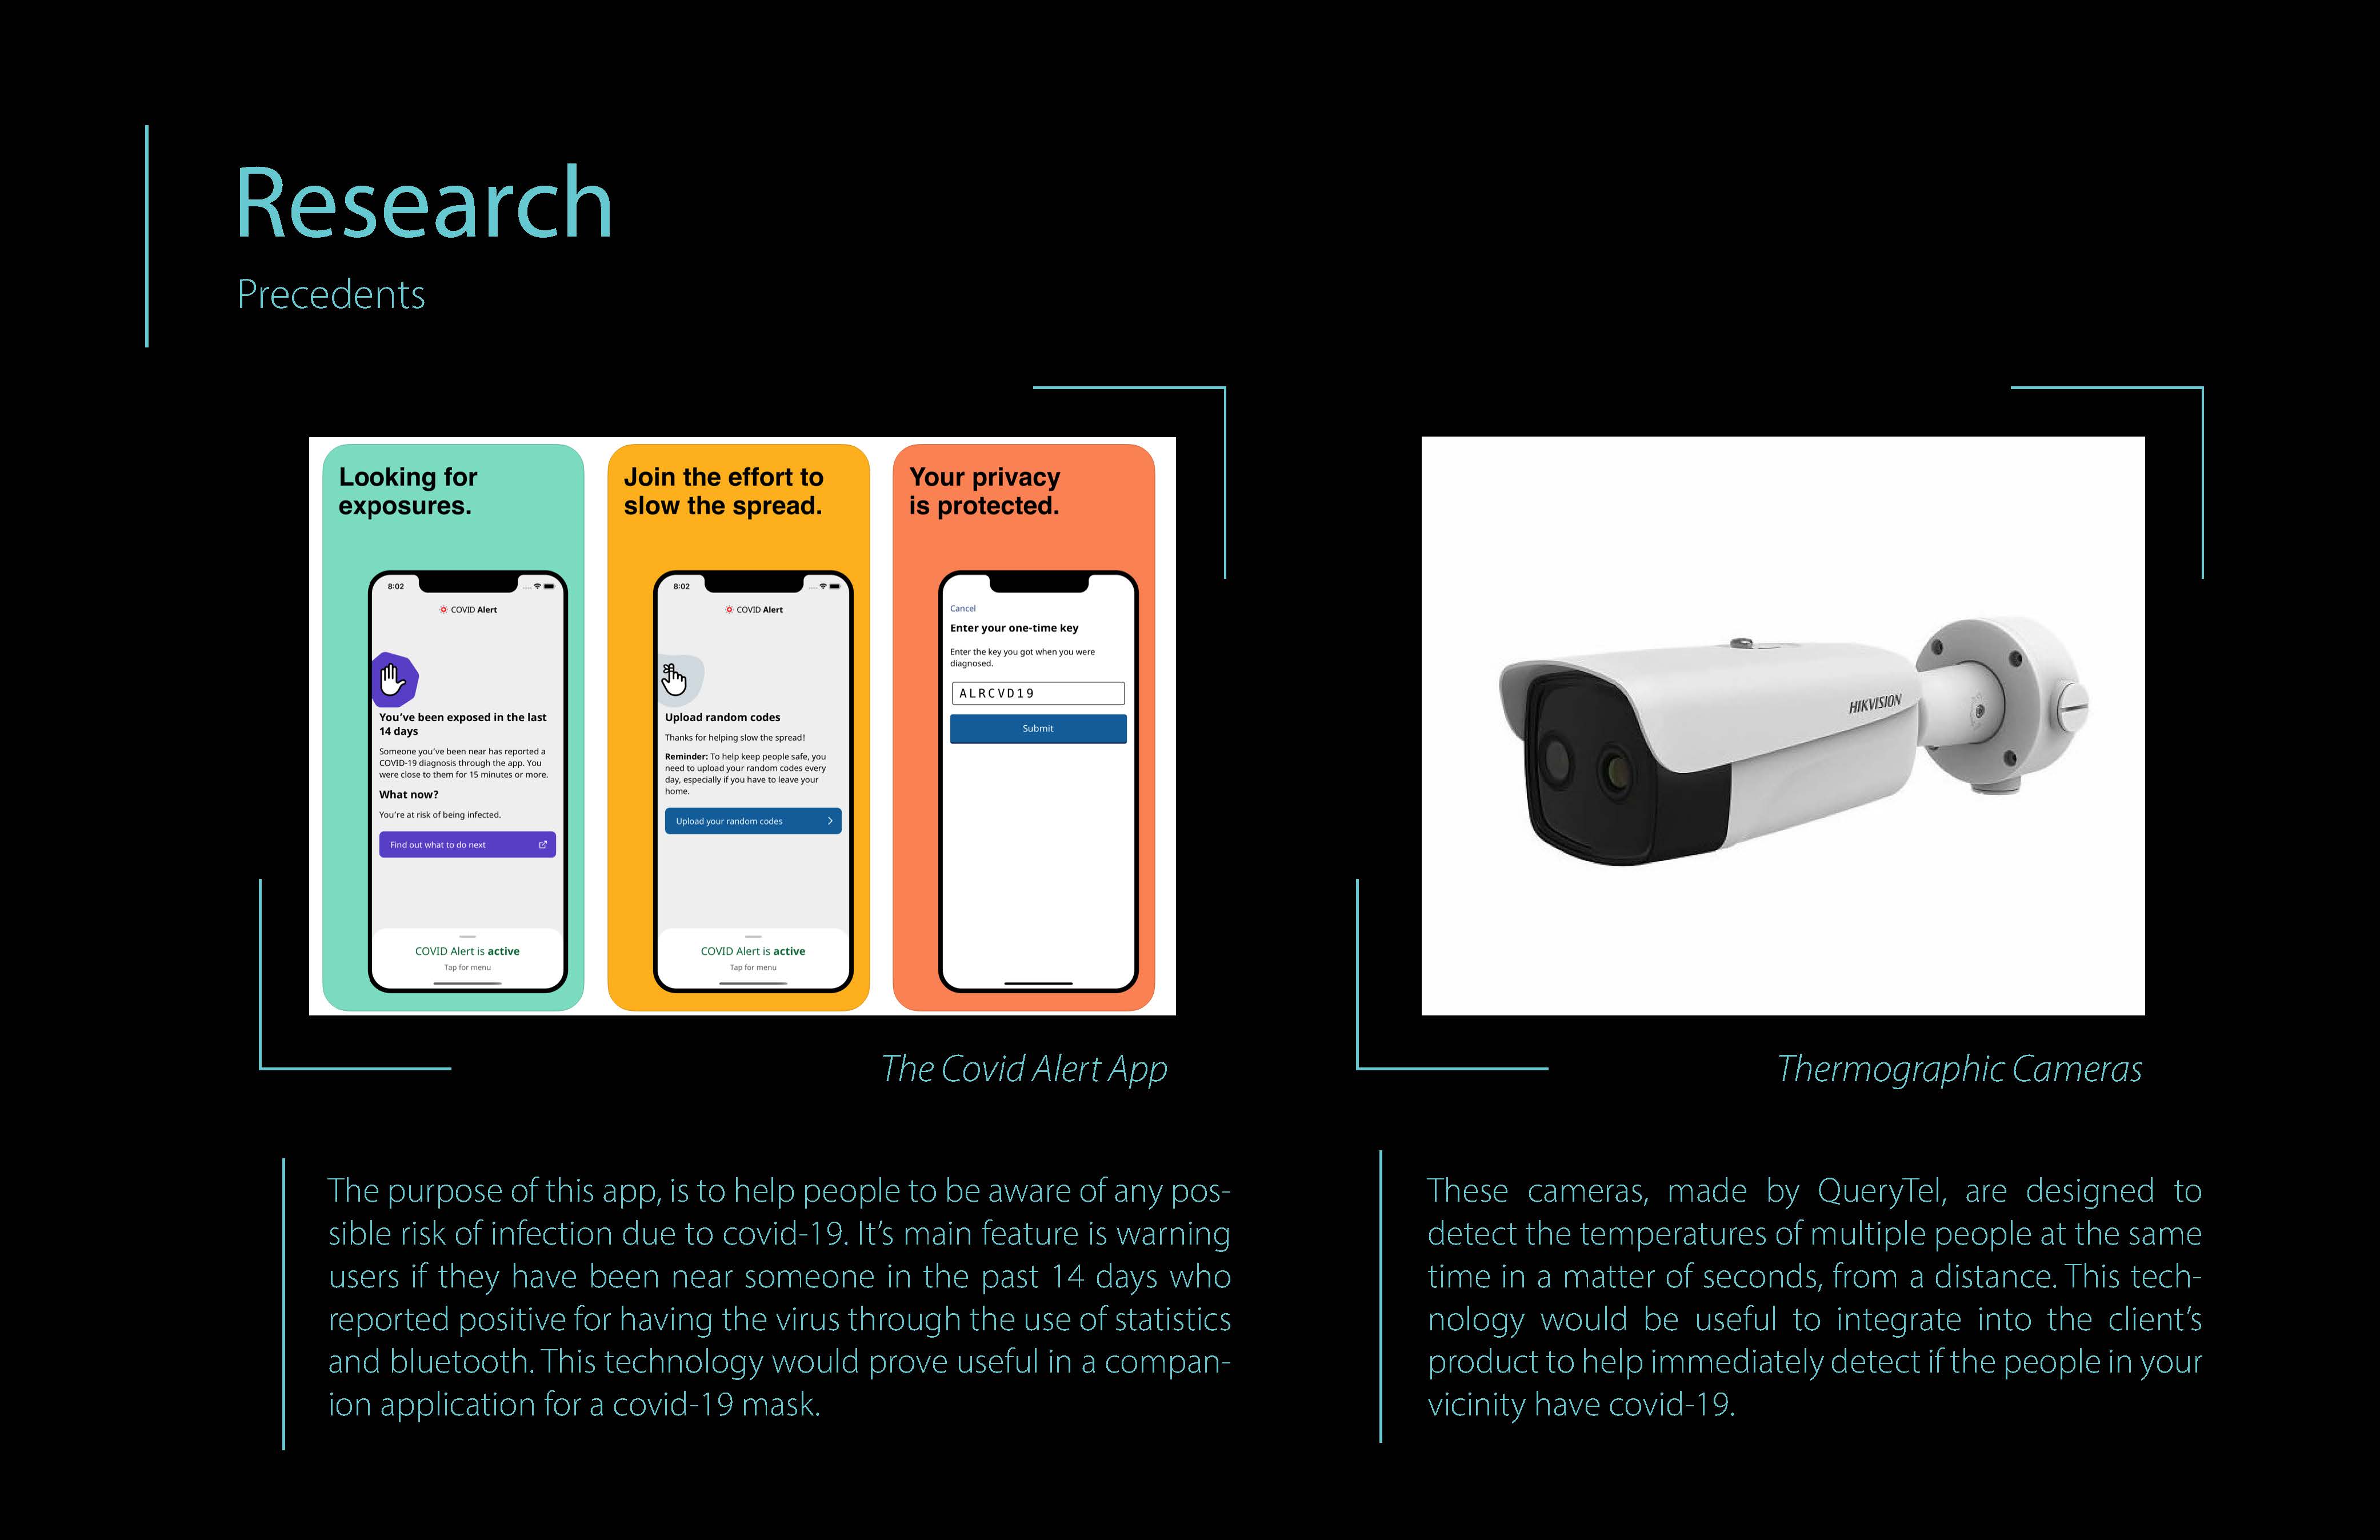 Research
Precedents
Looking for
exposures.
8:02
COVID Alert
You've been exposed in the last
14 days
Someone you've been near has reported a
COVID-19 diagnosis through the app. You
were close to them for 15 minutes or more.
What now?
You're at risk of being infected.
Find out what to do next
COVID Alert is active
Tap for menu
Join the effort to
slow the spread.
8:02
COVID Alert
Upload random codes
Thanks for helping slow the spread!
Reminder: To help keep people safe, you
need to upload your random codes every
day, especially if you have to leave your
home.
Upload your random codes
COVID Alert is active
Tap for menu
Your privacy
is protected.
Cancel
Enter your one-time key
Enter the key you got when you were
diagnosed.
ALRCVD19
Submit
The Covid Alert App
The purpose of this app, is to help people to be aware of any pos-
sible risk of infection due to covid-19. It's main feature is warning
users if they have been near someone in the past 14 days who
reported positive for having the virus through the use of statistics
and bluetooth. This technology would prove useful in a compan-
ion application for a covid-19 mask.
HIKVISION
Thermographic Cameras
These cameras, made by QueryTel, are designed to
detect the temperatures of multiple people at the same
time in a matter of seconds, from a distance. This tech-
nology would be useful to integrate into the client's
product to help immediately detect if the people in your
vicinity have covid-19.